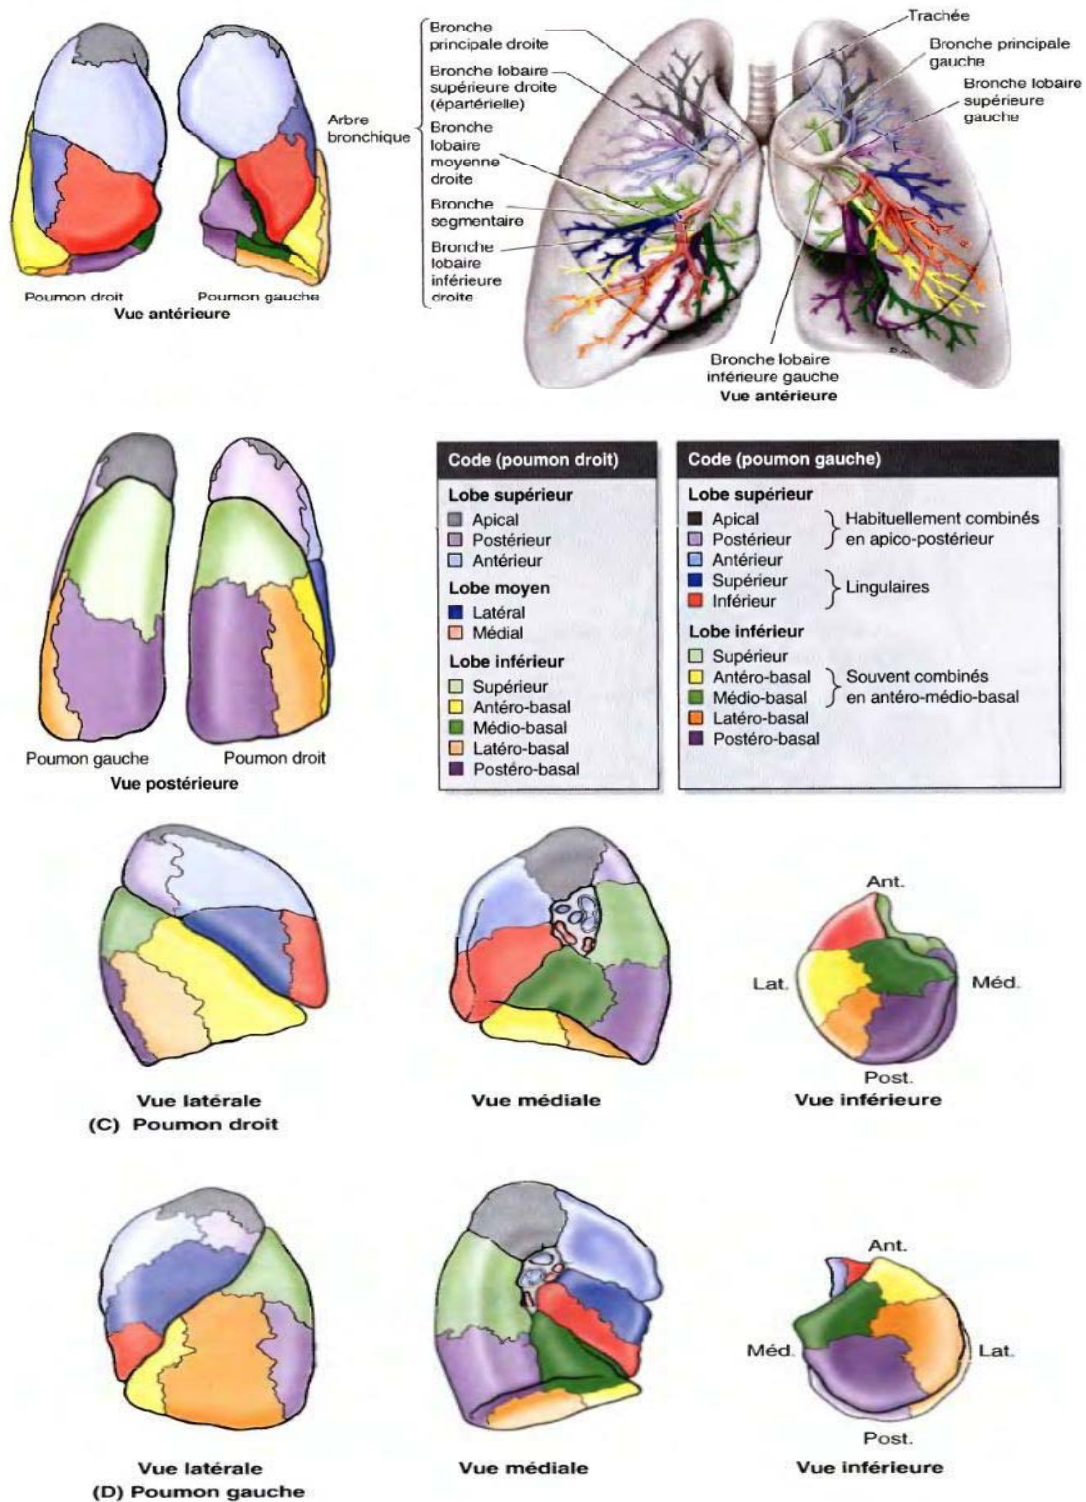 Bronche
principale droite
Bronche lobaire
supérieure droite
(épartérielle)
Arbre
bronchique
Bronche
lobaire
moyenne
droite
Bronche
segmentaire
Bronche
lobaire
inférieure
droite
Trachée
Bronche principale
gauche
Bronche lobaire
supérieure
gauche
Bronche lobaire
inférieure gauche
Vue antérieure
Poumon droit
Poumon gauche
Vue antérieure
Poumon gauche
Poumon droit
Vue postérieure
Code (poumon droit)
Lobe supérieur
Apical
Postérieur
Antérieur
Lobe moyen
Latéral
Médial
Lobe inférieur
Supérieur
Antéro-basal
Médio-basal
Latéro-basal
Postéro-basal
Code (poumon gauche)
Lobe supérieur
Apical
Postérieur
Habituellement combinés
en apico-postérieur
Antérieur
Supérieur
Inférieur
Lingulaires
Lobe inférieur
Supérieur
Antéro-basal
Médio-basal
Souvent combinés
en antéro-médio-basal
Latéro-basal
Postéro-basal
Ant.
Lat.
Méd.
Post.
Vue latérale
Vue médiale
Vue inférieure
(C) Poumon droit
Ant.
Méd.
Lat.
Post.
Vue latérale
Vue médiale
Vue inférieure
(D) Poumon gauche